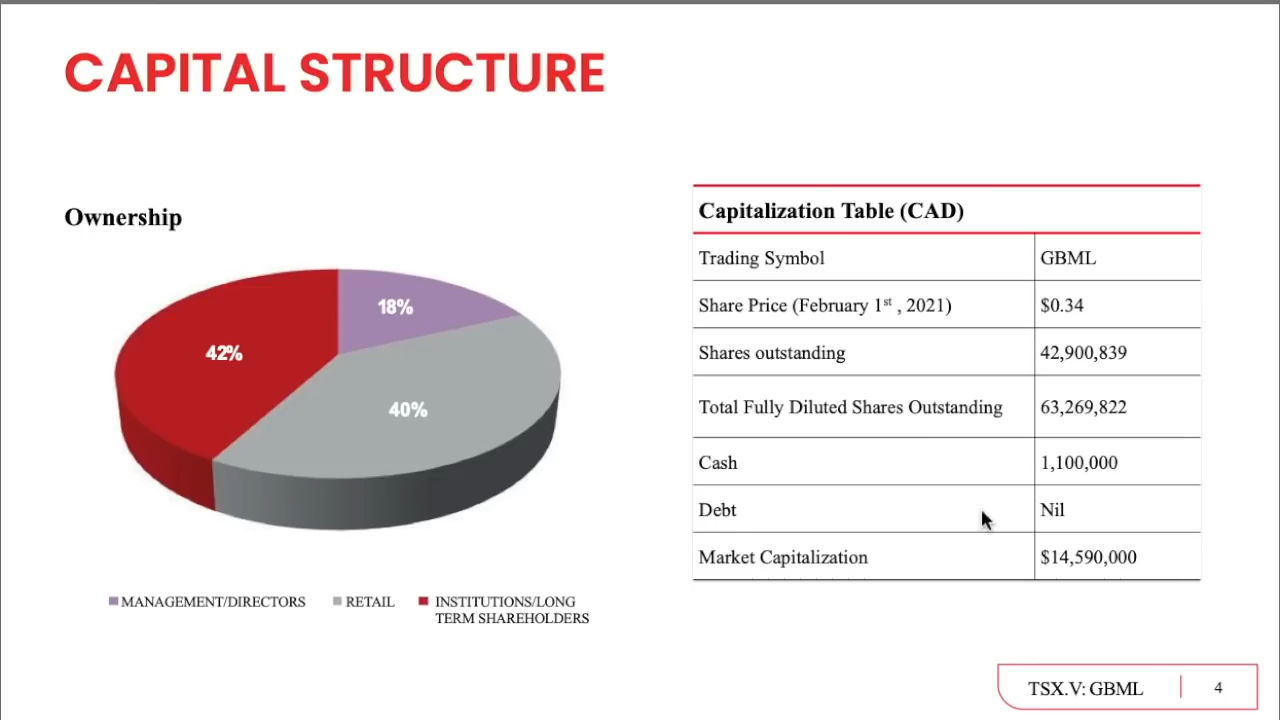 CAPITAL STRUCTURE
Ownership
18%
42%
40%
MANAGEMENT/DIRECTORS RETAIL INSTITUTIONS/LONG
TERM SHAREHOLDERS
Capitalization Table (CAD)
Trading Symbol GBML
Share Price (February 1st , 2021) $0.34
Shares outstanding 42,900,839
Total Fully Diluted Shares Outstanding 63,269,822
Cash 1,100,000
Debt Nil
Market Capitalization $14,590,000
TSX.V: GBML 4